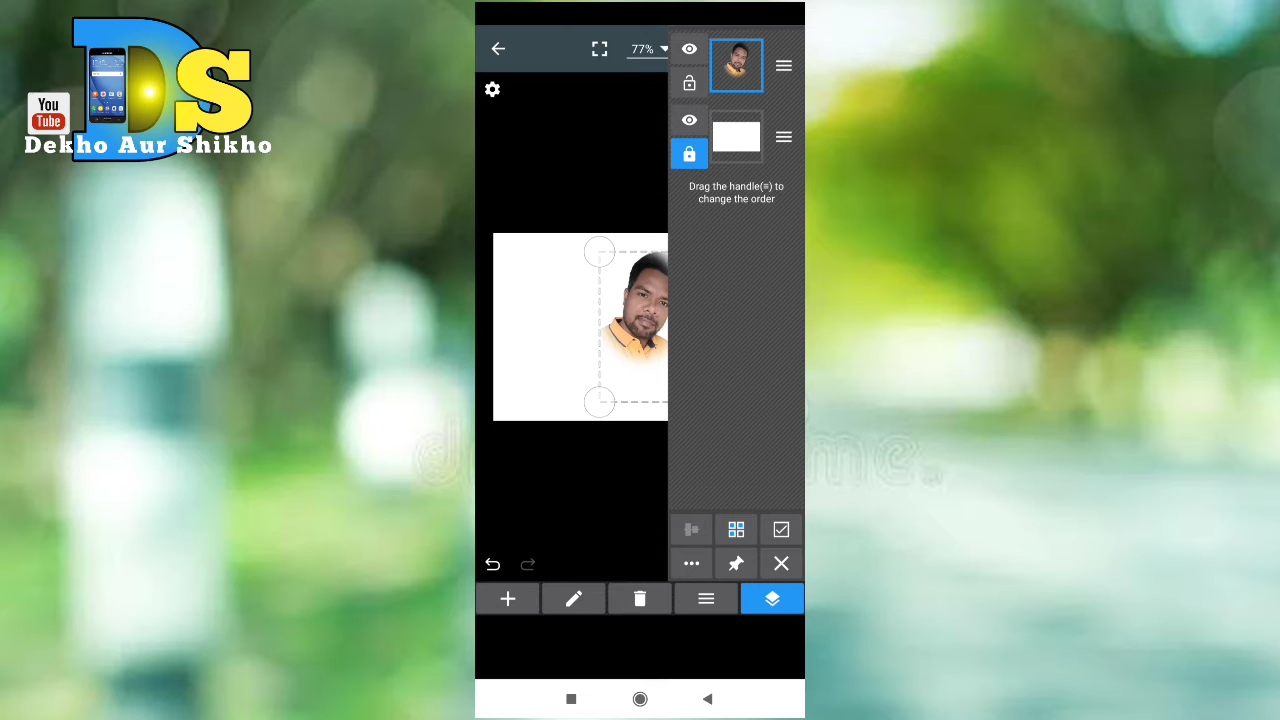 You
Tube
DS
Dekho Aur Shikho
77%
Drag the handle(≡) to
change the order